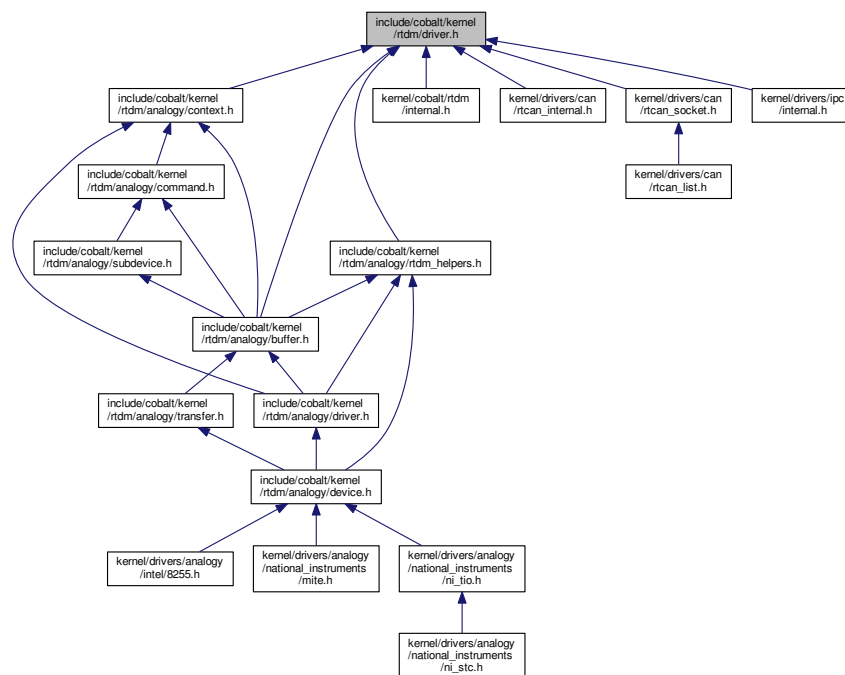 include/cobalt/kernel
/rtdm/driver.h
include/cobalt/kernel
/rtdm/analogy/context.h
kernel/cobalt/rtdm
/internal.h
kernel/drivers/can
/rtcan_internal.h
kernel/drivers/can
/rtcan_socket.h
kernel/drivers/ipc
/internal.h
include/cobalt/kernel
/rtdm/analogy/command.h
kernel/drivers/can
/rtcan_list.h
include/cobalt/kernel
/rtdm/analogy/subdevice.h
include/cobalt/kernel
/rtdm/analogy/rtdm_helpers.h
include/cobalt/kernel
/rtdm/analogy/buffer.h
include/cobalt/kernel
/rtdm/analogy/transfer.h
include/cobalt/kernel
/rtdm/analogy/driver.h
include/cobalt/kernel
/rtdm/analogy/device.h
kernel/drivers/analogy
/intel/8255.h
kernel/drivers/analogy
/national_instruments
/mite.h
kernel/drivers/analogy
/national_instruments
/ni_tio.h
kernel/drivers/analogy
/national_instruments
/ni_stc.h